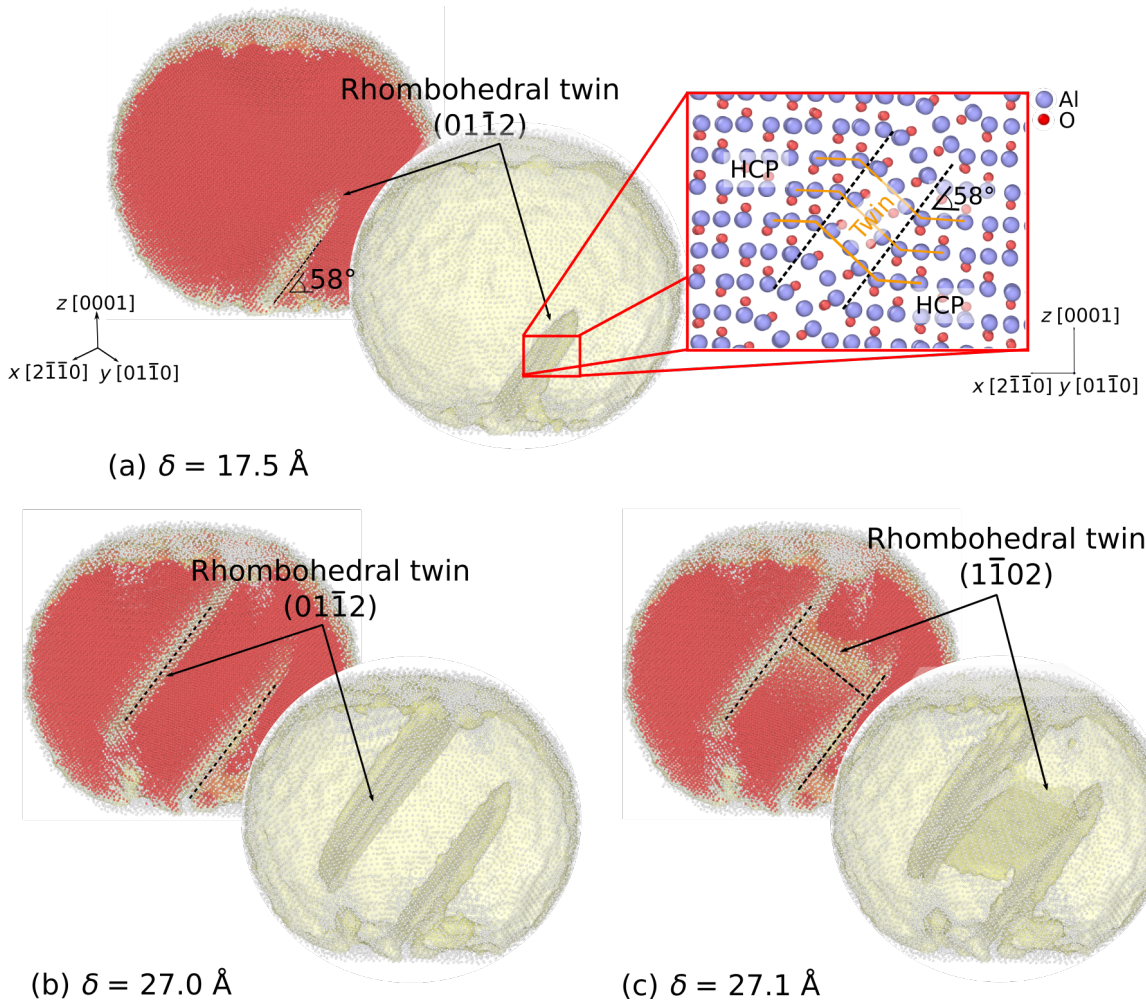 Rhombohedral twin
(011̄2)
Al
O
HCP
Twin
58°
HCP
58°
z [0001]
x [21̄1̄0] y [011̄0]
z [0001]
x [21̄1̄0] y [011̄0]
(a) δ = 17.5 Å
Rhombohedral twin
(011̄2)
Rhombohedral twin
(11̄02)
(b) δ = 27.0 Å
(c) δ = 27.1 Å